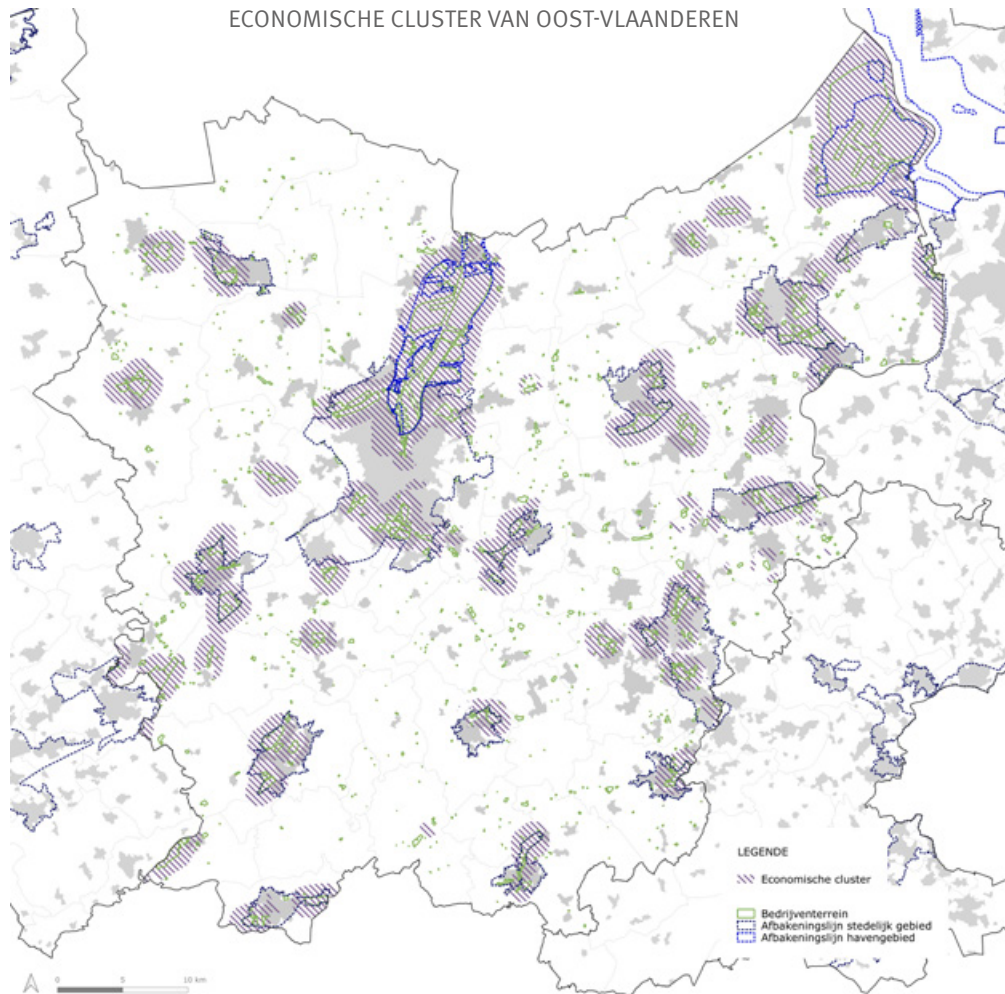 ECONOMISCHE CLUSTER VAN OOST-VLAANDEREN
LEGENDE
Economische cluster
Bedrijventerrein
Afbakeningslijn stedelijk gebied
Afbakeningslijn havengebied
0 5 10 km